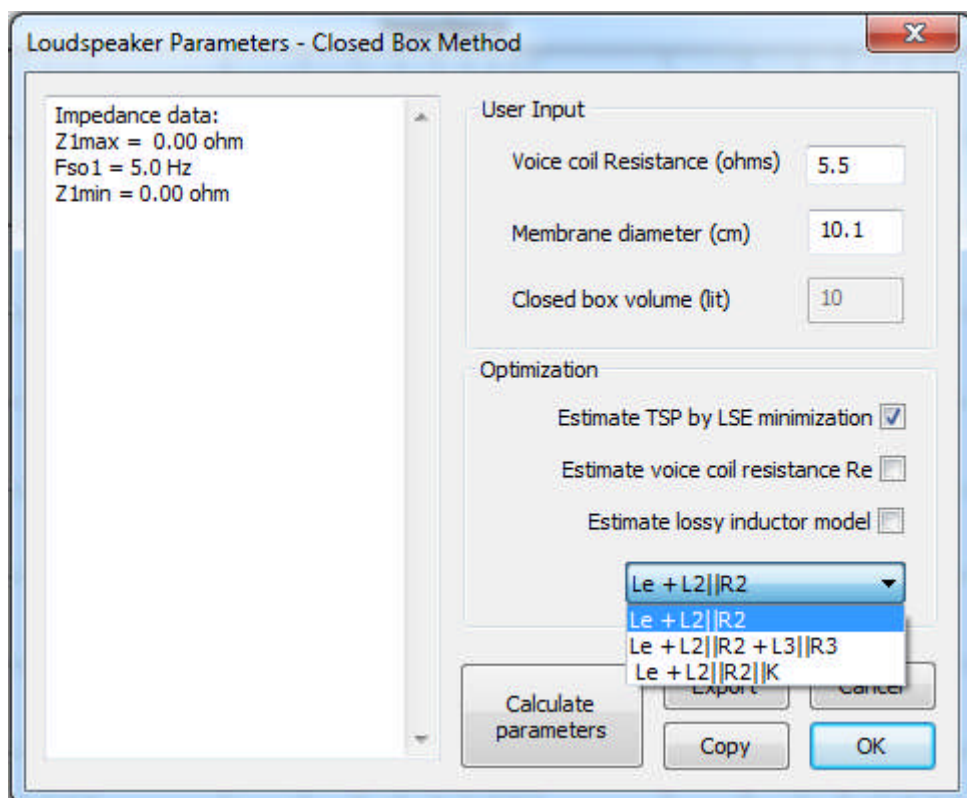 Loudspeaker Parameters - Closed Box Method
Impedance data:
Z1max = 0.00 ohm
Fso1 = 5.0 Hz
Z1min = 0.00 ohm
User Input
Voice coil Resistance (ohms) 5.5
Membrane diameter (cm) 10.1
Closed box volume (lit) 10
Optimization
Estimate TSP by LSE minimization
Estimate voice coil resistance Re
Estimate lossy inductor model
Le +L2||R2
Le +L2||R2
Le +L2||R2 +L3||R3
Le +L2||R2||K
Calculate parameters
Export
Cancel
Copy
OK